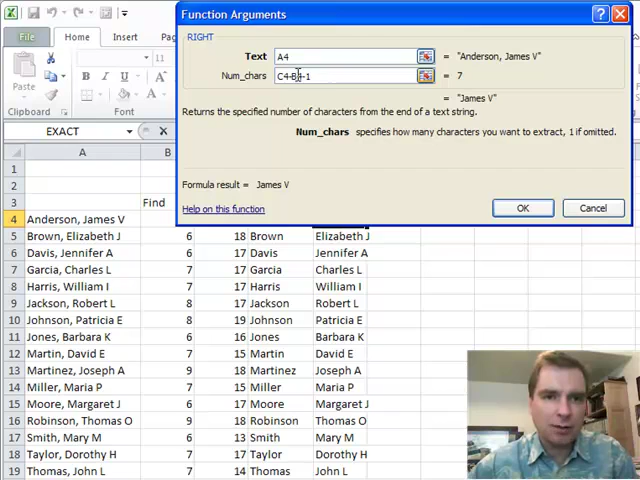 Function Arguments
File
Home
RIGHT
Text A4 = "Anderson, James V"
Num_chars C4-B4-1 = 7
= "James V"
Returns the specified number of characters from the end of a text string.
Num_chars specifies how many characters you want to extract, 1 if omitted.
Formula result = James V
Help on this function
OK
Cancel
Paste
B I U
Clipboard
EXACT
A B
1
2
3 Find
4 Anderson, James V
5 Brown, Elizabeth J 6 18 Brown Elizabeth J
6 Davis, Jennifer A 6 17 Davis Jennifer A
7 Garcia, Charles L 7 17 Garcia Charles L
8 Harris, William I 7 17 Harris William I
9 Jackson, Robert L 8 17 Jackson Robert L
10 Johnson, Patricia E 8 19 Johnson Patricia E
11 Jones, Barbara K 6 16 Jones Barbara K
12 Martin, David E 7 15 Martin David E
13 Martinez, Joseph A 9 18 Martinez Joseph A
14 Miller, Maria P 7 15 Miller Maria P
15 Moore, Margaret J 6 17 Moore Margaret J
16 Robinson, Thomas O 9 18 Robinson Thomas O
17 Smith, Mary M 6 13 Smith Mary M
18 Taylor, Dorothy H 7 17 Taylor Dorothy H
19 Thomas, John L 7 14 Thomas John L